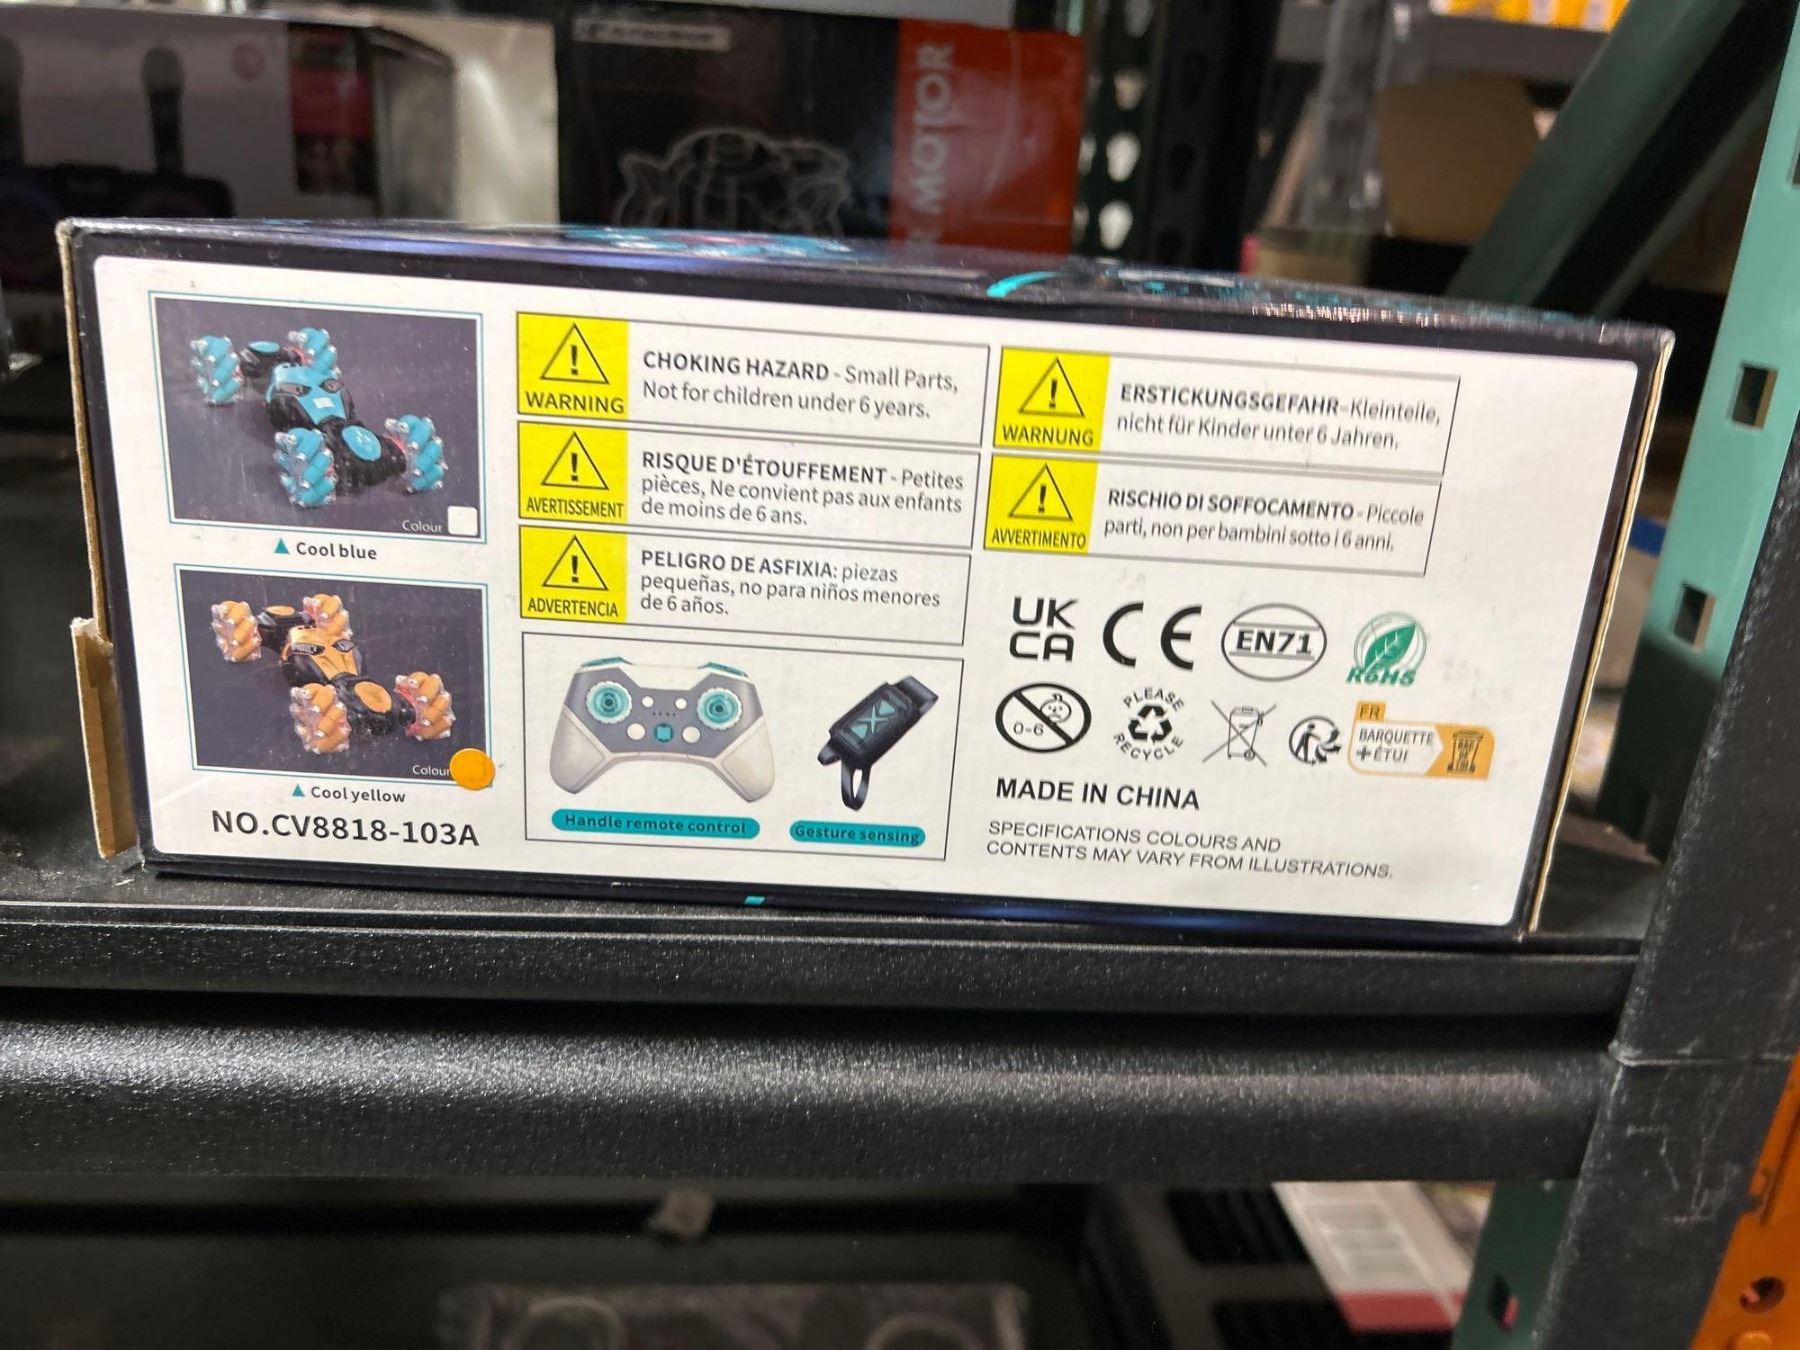 MOTOR
Colour
Cool blue
Colour
Cool yellow
NO.CV8818-103A
WARNING
CHOKING HAZARD - Small Parts,
Not for children under 6 years.
AVERTISSEMENT
RISQUE D'ÉTOUFFEMENT - Petites
pièces, Ne convient pas aux enfants
de moins de 6 ans.
ADVERTENCIA
PELIGRO DE ASFIXIA: piezas
pequeñas, no para niños menores
de 6 años.
Handle remote control
Gesture sensing
WARNUNG
ERSTICKUNGSGEFAHR-Kleinteile,
nicht für Kinder unter 6 Jahren.
AVVERTIMENTO
RISCHIO DI SOFFOCAMENTO - Piccole
parti, non per bambini sotto i 6 anni.
UK
CA
CE
EN71
RoHS
0-6
PLEASE
RECYCLE
FR
BARQUETTE
+ÉTUI
BAC
DE
TRI
MADE IN CHINA
SPECIFICATIONS COLOURS AND
CONTENTS MAY VARY FROM ILLUSTRATIONS.